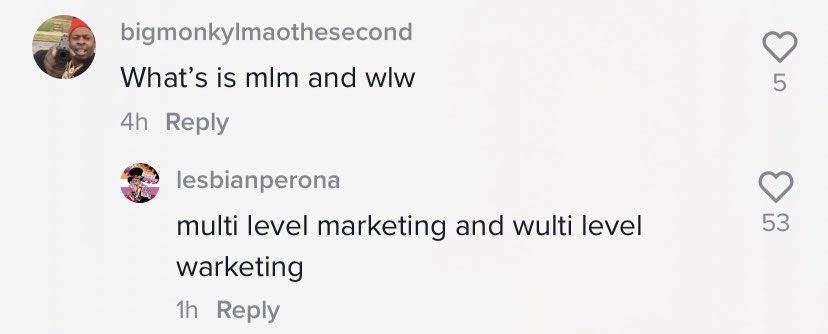 bigmonkylmaothesecond
What's is mlm and wlw
5
4h Reply
lesbianperona
multi level marketing and wulti level
warketing
53
1h Reply